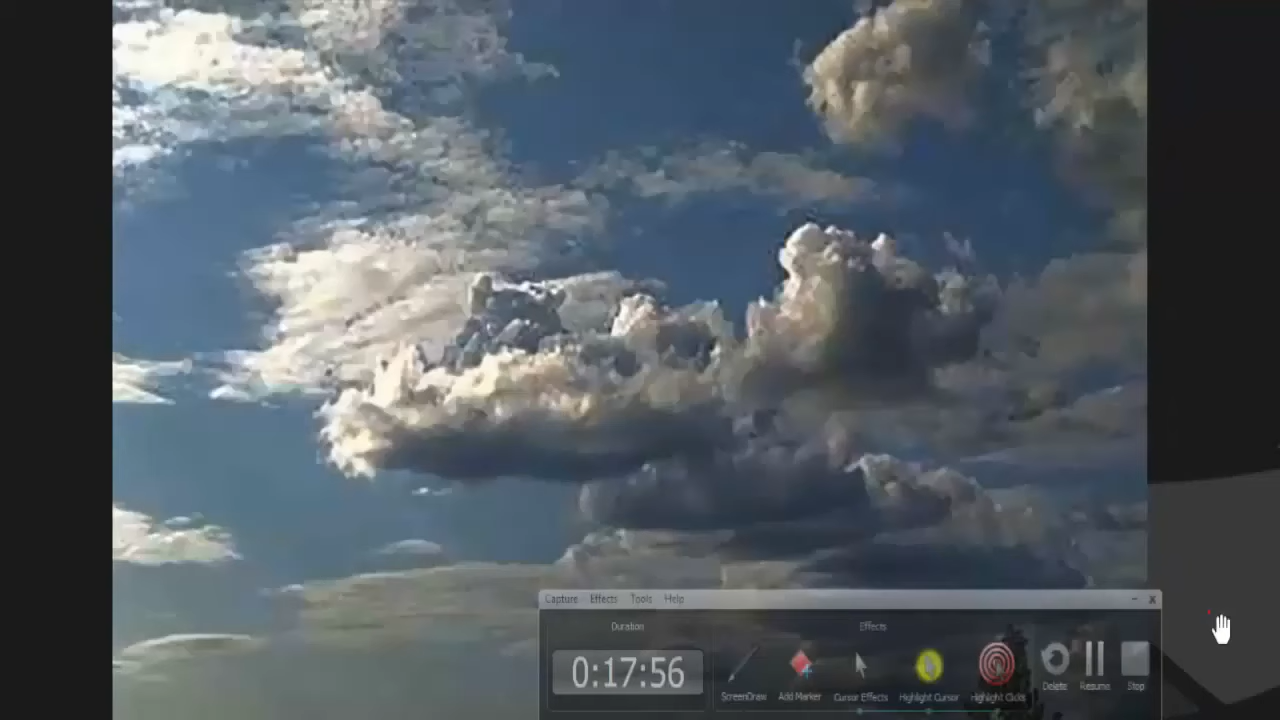 Capture Effects Tools Help
Duration
Effects
0:17:56
ScreenDraw Add Marker Cursor Effects Highlight Cursor Highlight Clicks Delete Resume Stop